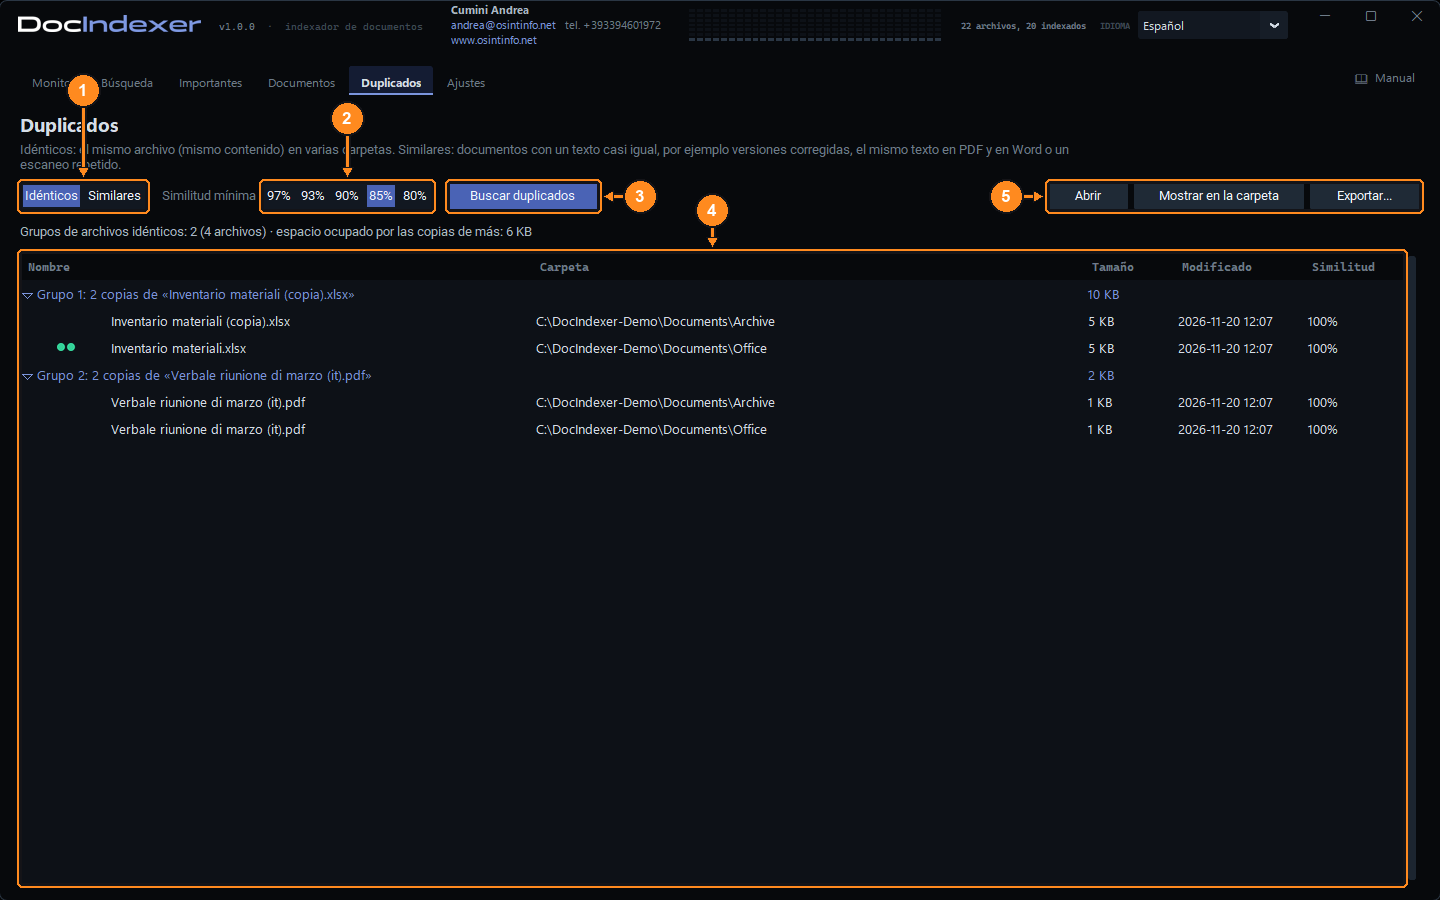 DocIndexer v1.0.0 · indexador de documentos
Cumini Andrea
andrea@osintinfo.net tel. +393394601972
www.osintinfo.net
22 archivos, 20 indexados IDIOMA Español
Búsqueda Importantes Documentos Duplicados Ajustes
Manual
1
2
Duplicados
Idénticos: el mismo archivo (mismo contenido) en varias carpetas. Similares: documentos con un texto casi igual, por ejemplo versiones corregidas, el mismo texto en PDF y en Word o un
escaneo repetido.
Idénticos Similares Similitud mínima 97% 93% 90% 85% 80% Buscar duplicados 3
4
5 Abrir Mostrar en la carpeta Exportar...
Grupos de archivos idénticos: 2 (4 archivos) · espacio ocupado por las copias de más: 6 KB
Nombre Carpeta Tamaño Modificado Similitud
Grupo 1: 2 copias de «Inventario materiali (copia).xlsx» 10 KB
Inventario materiali (copia).xlsx C:\DocIndexer-Demo\Documents\Archive 5 KB 2026-11-20 12:07 100%
Inventario materiali.xlsx C:\DocIndexer-Demo\Documents\Office 5 KB 2026-11-20 12:07 100%
Grupo 2: 2 copias de «Verbale riunione di marzo (it).pdf» 2 KB
Verbale riunione di marzo (it).pdf C:\DocIndexer-Demo\Documents\Archive 1 KB 2026-11-20 12:07 100%
Verbale riunione di marzo (it).pdf C:\DocIndexer-Demo\Documents\Office 1 KB 2026-11-20 12:07 100%